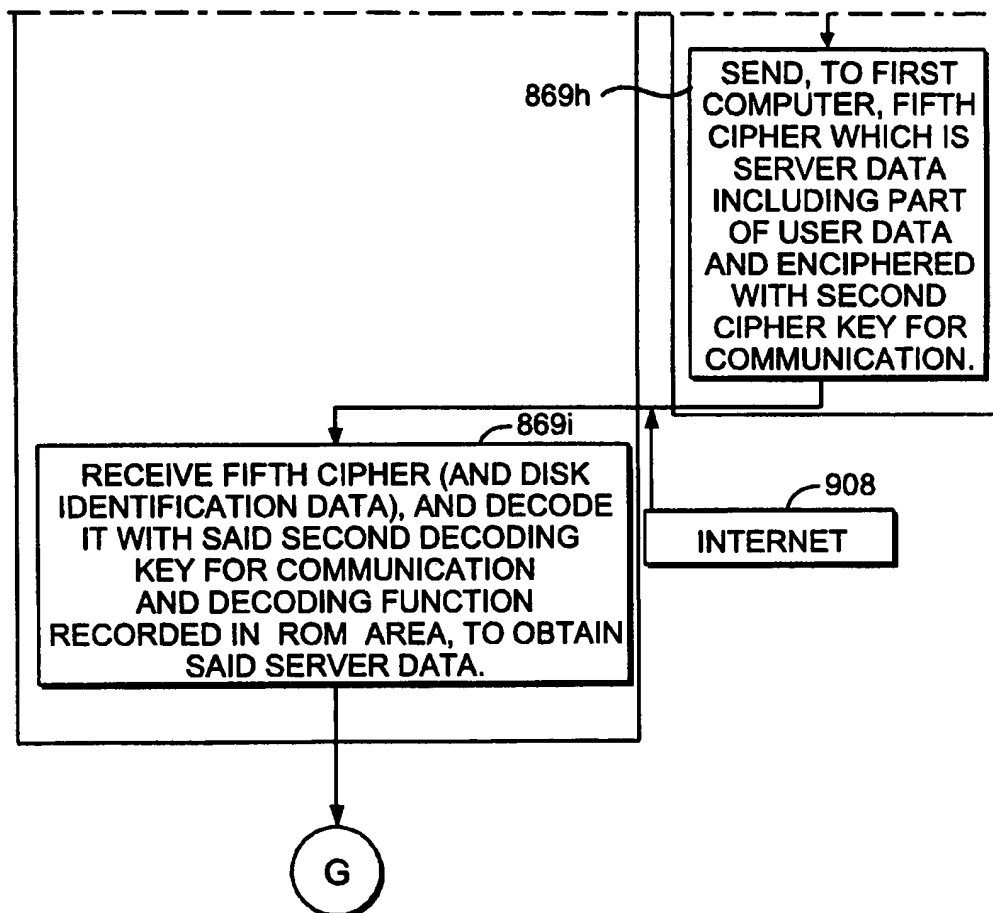 869h
SEND, TO FIRST
COMPUTER, FIFTH
CIPHER WHICH IS
SERVER DATA
INCLUDING PART
OF USER DATA
AND ENCIPHERED
WITH SECOND
CIPHER KEY FOR
COMMUNICATION.
869i
RECEIVE FIFTH CIPHER (AND DISK
IDENTIFICATION DATA), AND DECODE
IT WITH SAID SECOND DECODING
KEY FOR COMMUNICATION
AND DECODING FUNCTION
RECORDED IN ROM AREA, TO OBTAIN
SAID SERVER DATA.
908
INTERNET
G